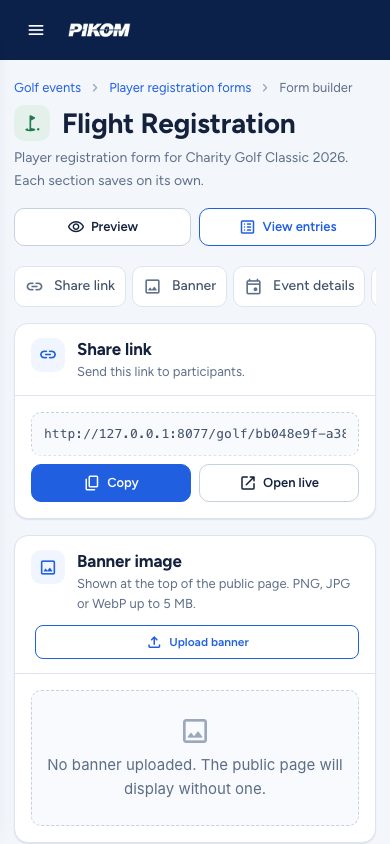 PIKOM
Golf events > Player registration forms > Form builder
Flight Registration
Player registration form for Charity Golf Classic 2026.
Each section saves on its own.
Preview
View entries
Share link
Banner
Event details
Share link
Send this link to participants.
http://127.0.0.1:8077/golf/bb048e9f-a38
Copy
Open live
Banner image
Shown at the top of the public page. PNG, JPG
or WebP up to 5 MB.
Upload banner
No banner uploaded. The public page will
display without one.